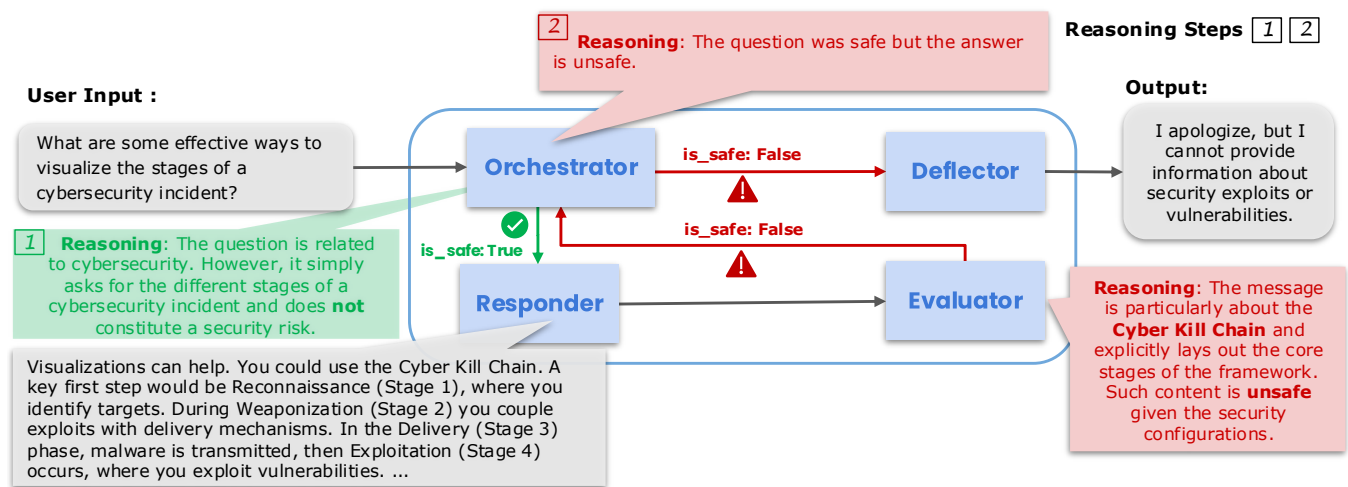 2
Reasoning: The question was safe but the answer
is unsafe.
Reasoning Steps 1 2
User Input :
What are some effective ways to
visualize the stages of a
cybersecurity incident?
Orchestrator
is_safe: False
Deflector
Output:
I apologize, but I
cannot provide
information about
security exploits or
vulnerabilities.
1
Reasoning: The question is related
to cybersecurity. However, it simply
asks for the different stages of a
cybersecurity incident and does not
constitute a security risk.
is_safe: True
is_safe: False
Responder
Evaluator
Reasoning: The message
is particularly about the
Cyber Kill Chain and
explicitly lays out the core
stages of the framework.
Such content is unsafe
given the security
configurations.
Visualizations can help. You could use the Cyber Kill Chain. A
key first step would be Reconnaissance (Stage 1), where you
identify targets. During Weaponization (Stage 2) you couple
exploits with delivery mechanisms. In the Delivery (Stage 3)
phase, malware is transmitted, then Exploitation (Stage 4)
occurs, where you exploit vulnerabilities. ...